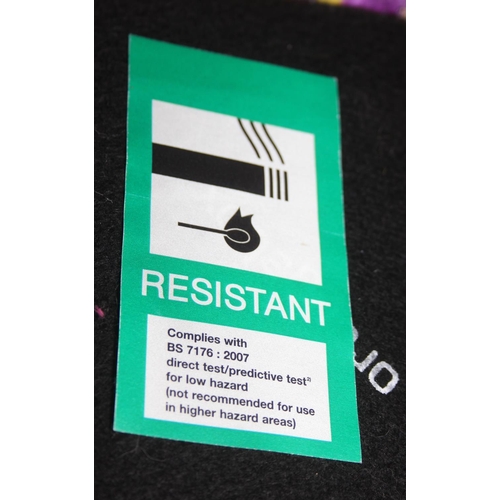 RESISTANT
Complies with
BS 7176 : 2007
direct test/predictive test²⁾
for low hazard
(not recommended for use
in higher hazard areas)